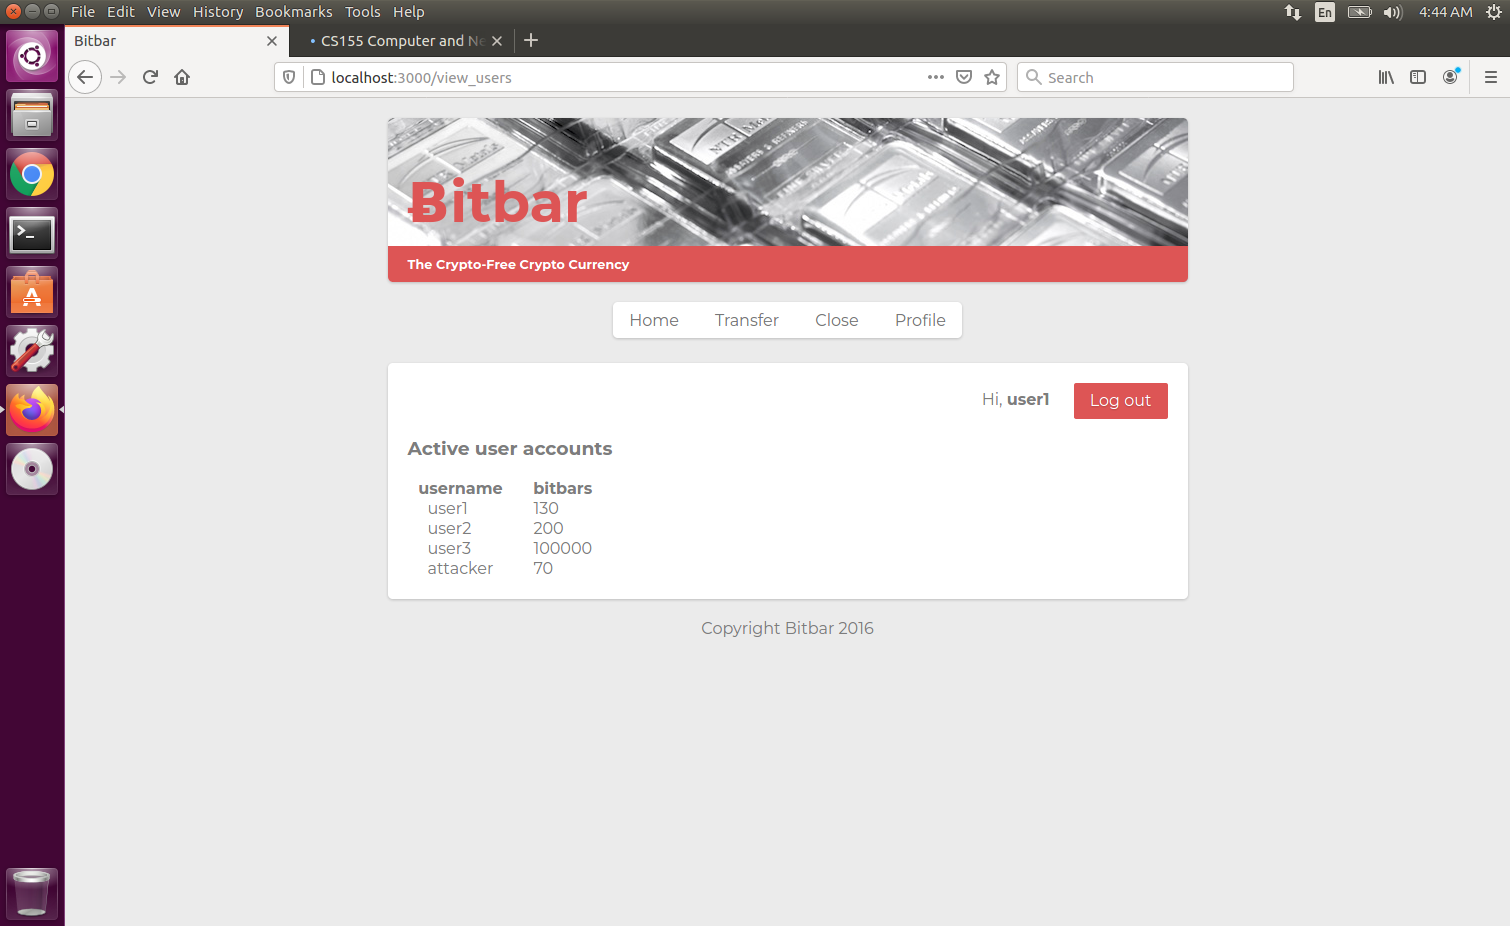 File Edit View History Bookmarks Tools Help
En
4:44 AM
Bitbar
CS155 Computer and Ne
localhost:3000/view_users
Search
Ƀitbar
The Crypto-Free Crypto Currency
Home Transfer Close Profile
Hi, user1 Log out
Active user accounts
username bitbars
user1 130
user2 200
user3 100000
attacker 70
Copyright Bitbar 2016